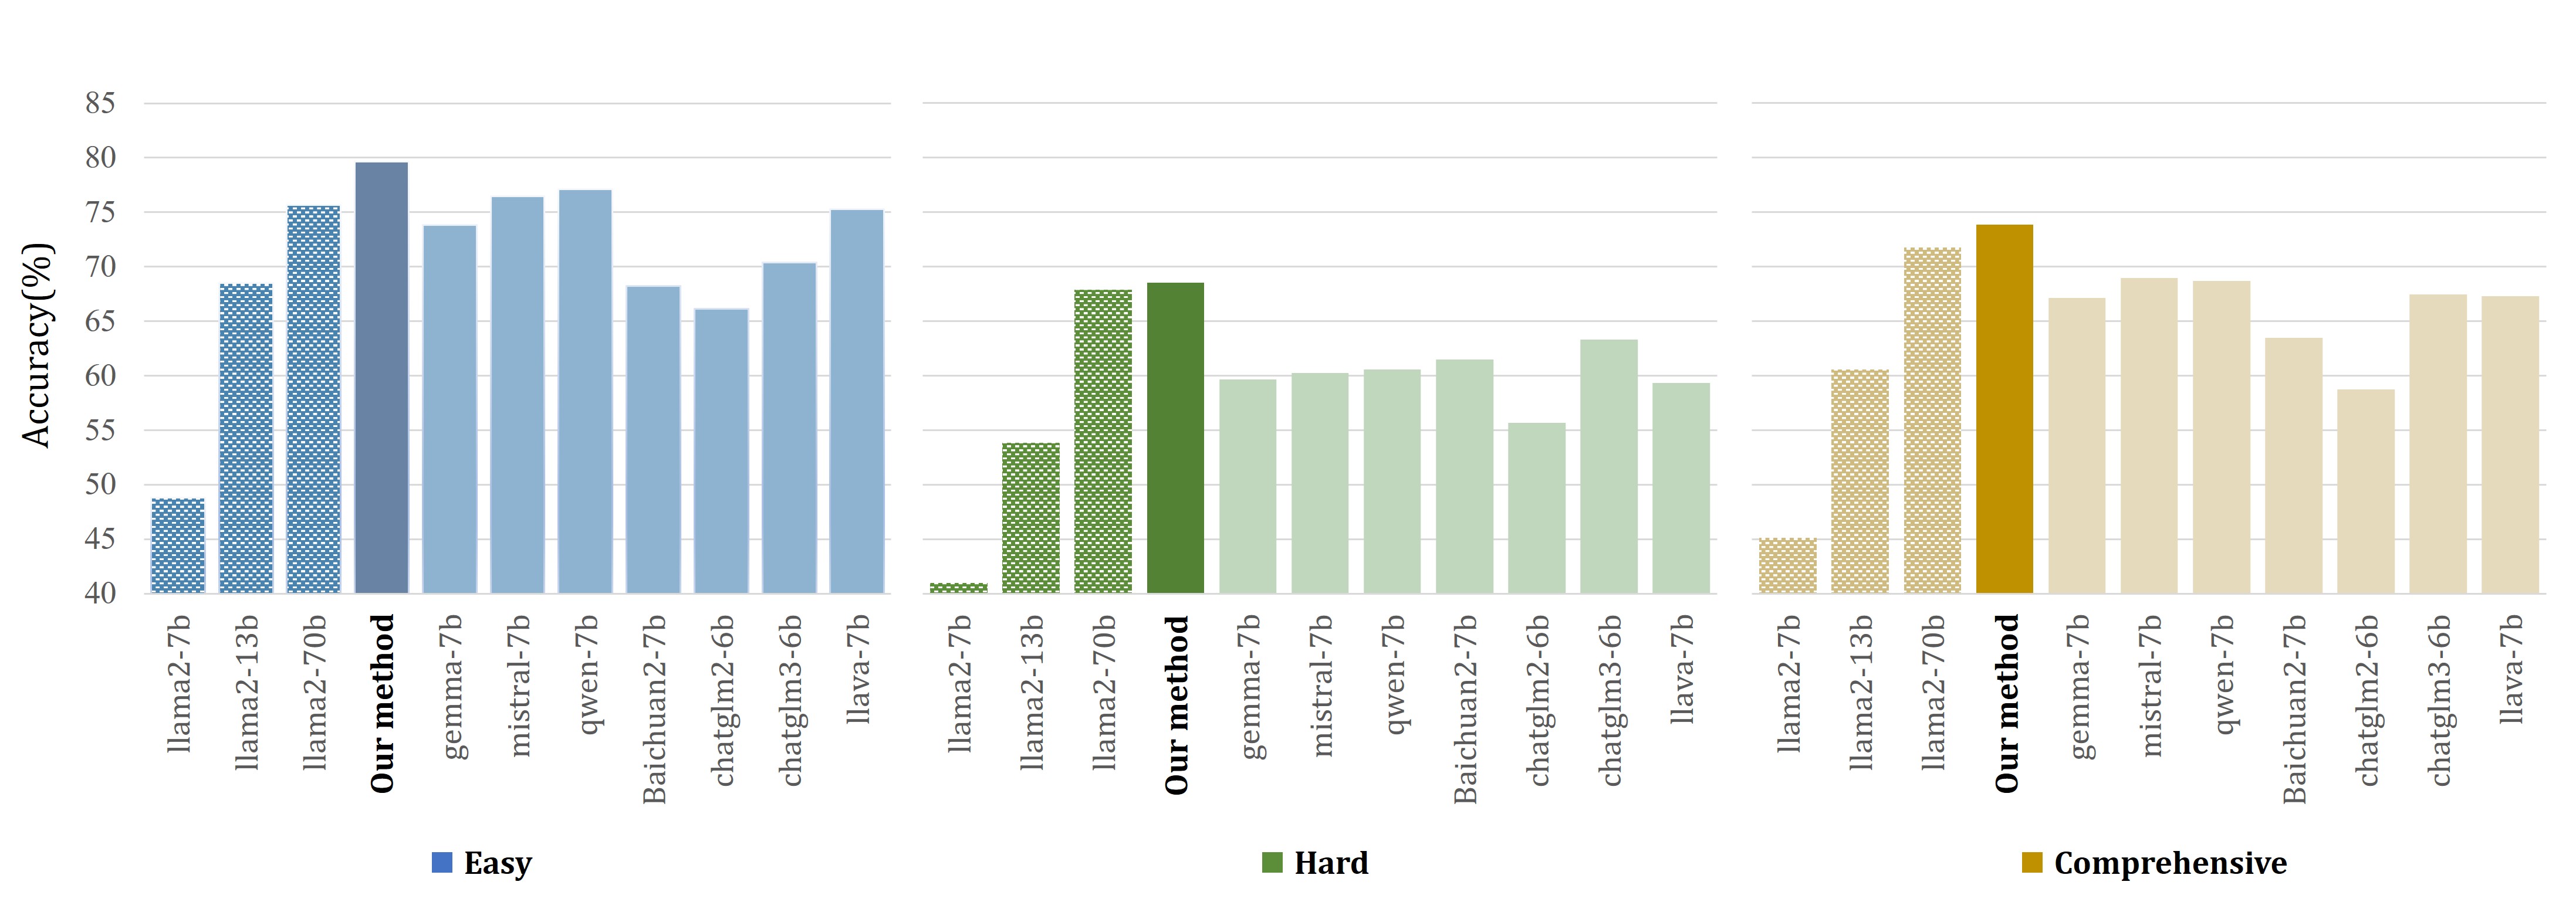 Accuracy(%)
85
80
75
70
65
60
55
50
45
40
llama2-7b
llama2-13b
llama2-70b
Our method
gemma-7b
mistral-7b
qwen-7b
Baichuan2-7b
chatglm2-6b
chatglm3-6b
llava-7b
llama2-7b
llama2-13b
llama2-70b
Our method
gemma-7b
mistral-7b
qwen-7b
Baichuan2-7b
chatglm2-6b
chatglm3-6b
llava-7b
llama2-7b
llama2-13b
llama2-70b
Our method
gemma-7b
mistral-7b
qwen-7b
Baichuan2-7b
chatglm2-6b
chatglm3-6b
llava-7b
Easy
Hard
Comprehensive